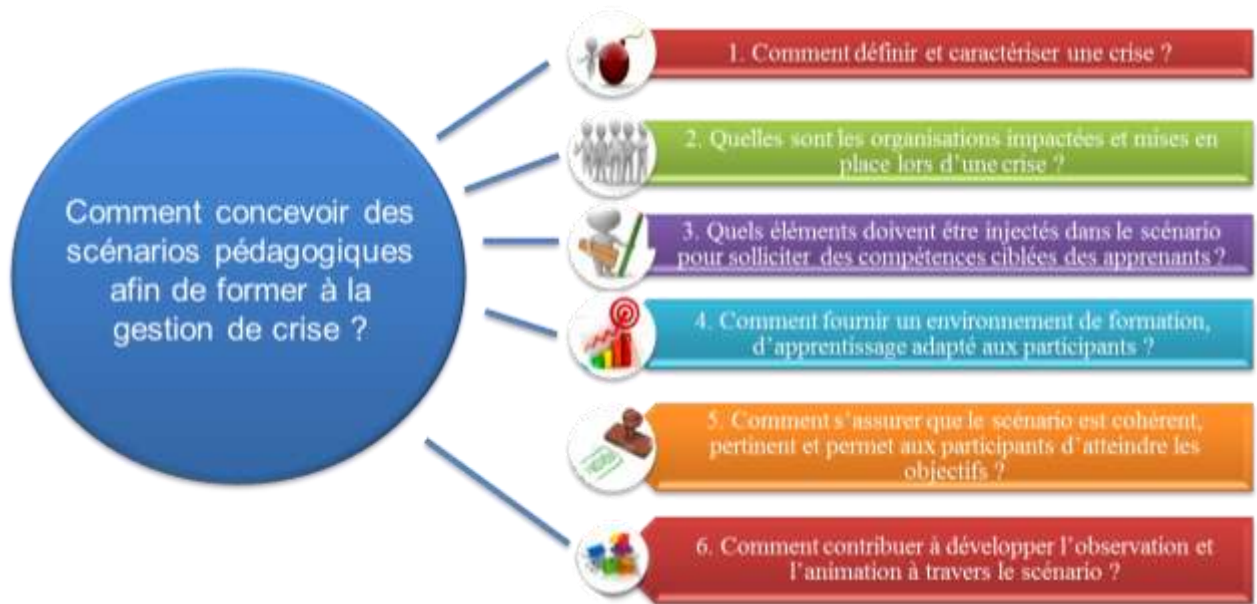 Comment concevoir des
scénarios pédagogiques
afin de former à la
gestion de crise ?
1. Comment définir et caractériser une crise ?
2. Quelles sont les organisations impactées et mises en
place lors d’une crise ?
3. Quels éléments doivent être injectés dans le scénario
pour solliciter des compétences ciblées des apprenants ?
4. Comment fournir un environnement de formation,
d’apprentissage adapté aux participants ?
5. Comment s’assurer que le scénario est cohérent,
pertinent et permet aux participants d’atteindre les
objectifs ?
6. Comment contribuer à développer l’observation et
l’animation à travers le scénario ?